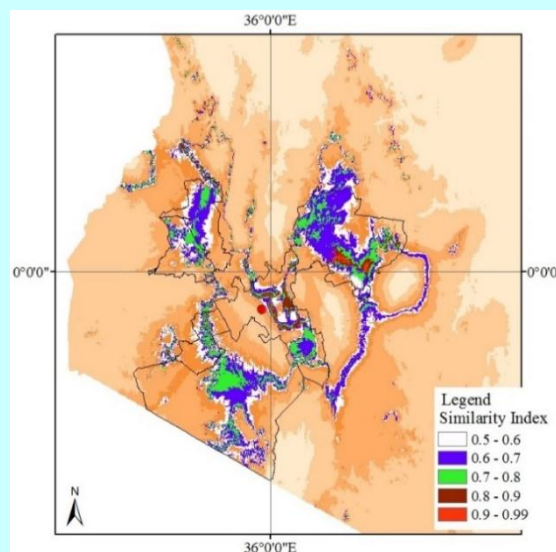 36°0'0"E
0°0'0"
0°0'0"
Legend
Similarity Index
0.5 - 0.6
0.6 - 0.7
0.7 - 0.8
0.8 - 0.9
0.9 - 0.99
N
36°0'0"E